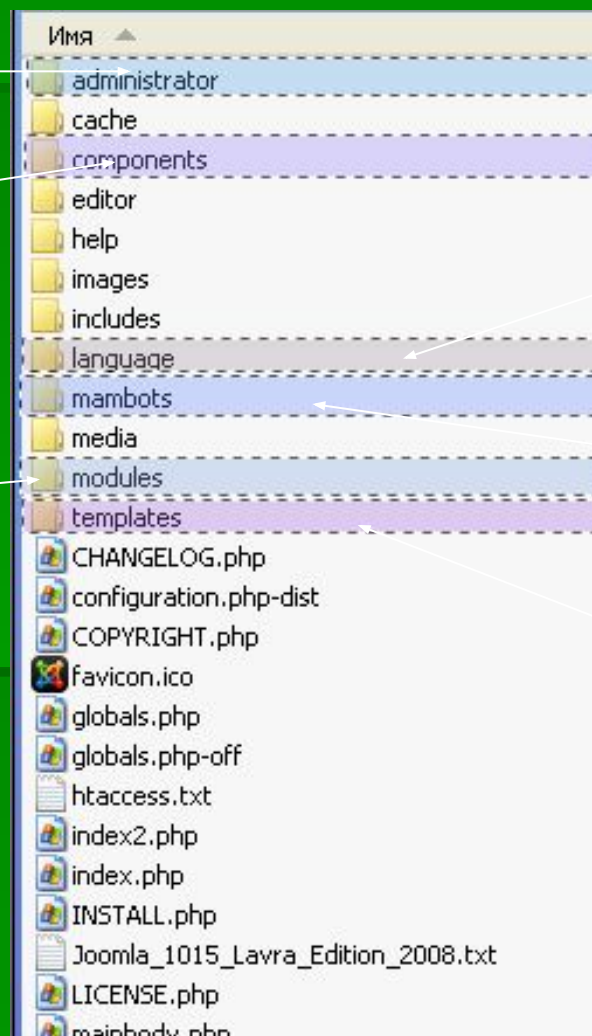 Имя
administrator
cache
components
editor
help
images
includes
language
mambots
media
modules
templates
CHANGELOG.php
configuration.php-dist
COPYRIGHT.php
favicon.ico
globals.php
globals.php-off
htaccess.txt
index2.php
index.php
INSTALL.php
Joomla_1015_Lavra_Edition_2008.txt
LICENSE.php
mainbody.php